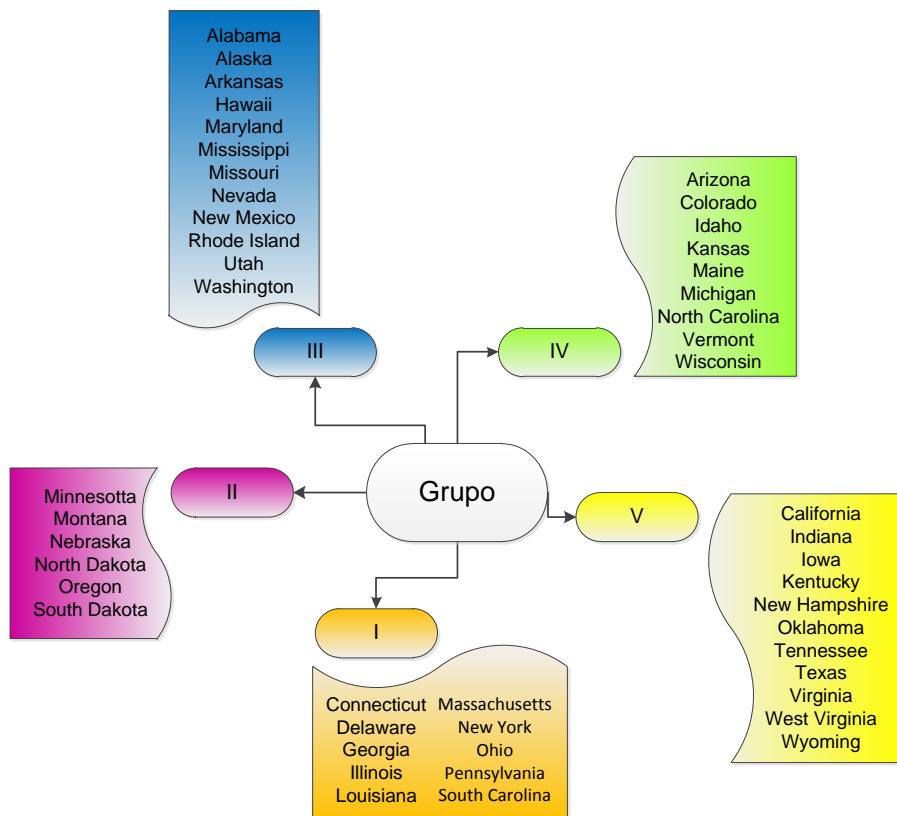 Alabama
Alaska
Arkansas
Hawaii
Maryland
Mississippi
Missouri
Nevada
New Mexico
Rhode Island
Utah
Washington
III
Arizona
Colorado
Idaho
Kansas
Maine
Michigan
North Carolina
Vermont
Wisconsin
IV
Minnesotta
Montana
Nebraska
North Dakota
Oregon
South Dakota
II
Grupo
V
California
Indiana
Iowa
Kentucky
New Hampshire
Oklahoma
Tennessee
Texas
Virginia
West Virginia
Wyoming
I
Connecticut
Delaware
Georgia
Illinois
Louisiana
Massachusetts
New York
Ohio
Pennsylvania
South Carolina